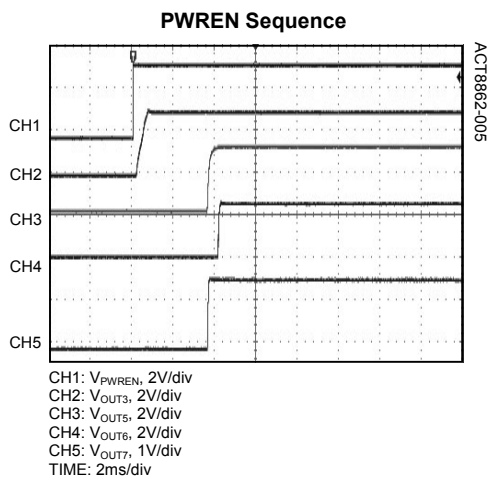 PWREN Sequence
ACT8862-005
CH1
CH2
CH3
CH4
CH5
CH1: VPWREN, 2V/div
CH2: VOUT3, 2V/div
CH3: VOUT5, 2V/div
CH4: VOUT6, 2V/div
CH5: VOUT7, 1V/div
TIME: 2ms/div